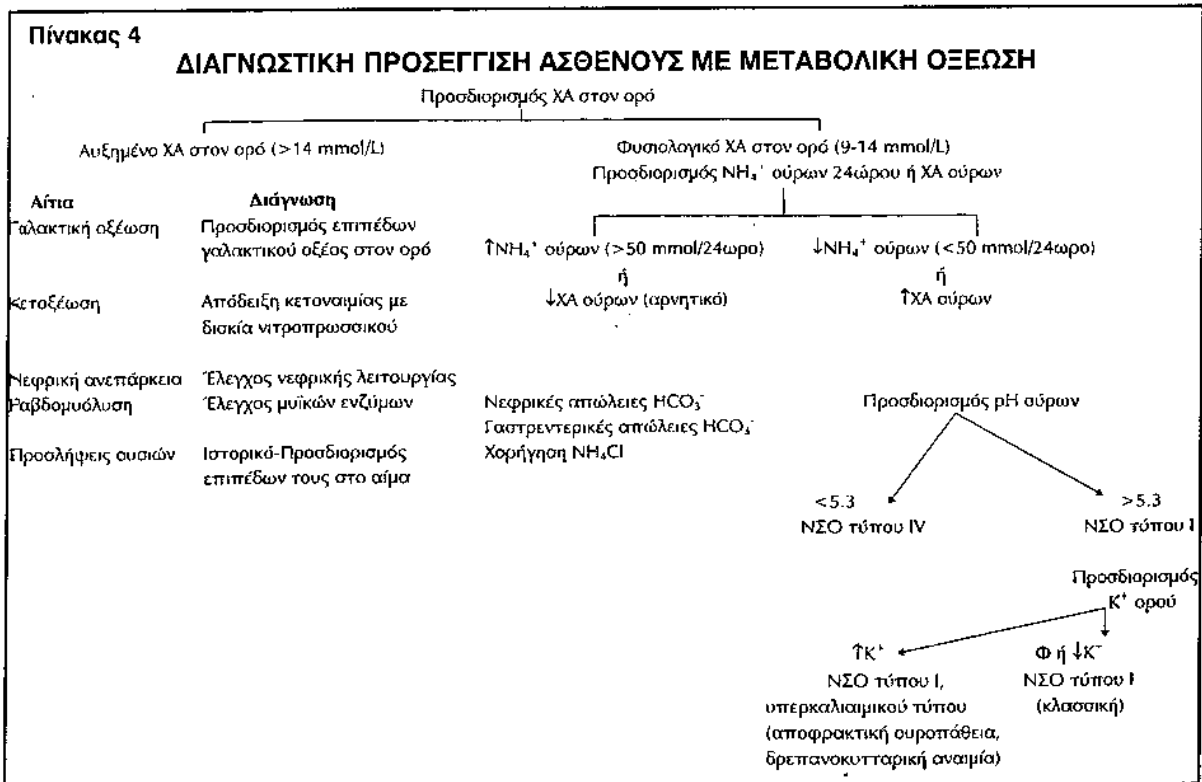 Πίνακας 4
ΔΙΑΓΝΩΣΤΙΚΗ ΠΡΟΣΕΓΓΙΣΗ ΑΣΘΕΝΟΥΣ ΜΕ ΜΕΤΑΒΟΛΙΚΗ ΟΞΕΩΣΗ
Προσδιορισμός ΧΑ στον ορό
Αυξημένο ΧΑ στον ορό (>14 mmol/L)
Αίτια Διάγνωση
Γαλακτική οξέωση Προσδιορισμός επιπέδων
γαλακτικού οξέος στον ορό
Κετοξέωση Απόδειξη κετοναιμίας με
δισκία νιτροπρωσσικού
Νεφρική ανεπάρκεια Έλεγχος νεφρικής λειτουργίας
Ραβδομυόλυση Έλεγχος μυϊκών ενζύμων
Προσλήψεις ουσιών Ιστορικό-Προσδιορισμός
επιπέδων τους στο αίμα
Φυσιολογικό ΧΑ στον ορό (9-14 mmol/L)
Προσδιορισμός NH₄⁺ ούρων 24ώρου ή ΧΑ ούρων
↑NH₄⁺ ούρων (>50 mmol/24ωρο)
ή
↓ΧΑ ούρων (αρνητικό)
Νεφρικές απώλειες HCO₃⁻
Γαστρεντερικές απώλειες HCO₃⁻
Χορήγηση NH₄Cl
↓NH₄⁺ ούρων (<50 mmol/24ωρο)
ή
↑ΧΑ ούρων
Προσδιορισμός pH ούρων
<5.3 >5.3
ΝΣΟ τύπου IV ΝΣΟ τύπου I
Προσδιορισμός
K⁺ ορού
↑K⁺
ΝΣΟ τύπου I,
υπερκαλιαιμικού τύπου
(αποφρακτική ουροπάθεια,
δρεπανοκυτταρική αναιμία)
Φ ή ↓K⁻
ΝΣΟ τύπου I
(κλασσική)